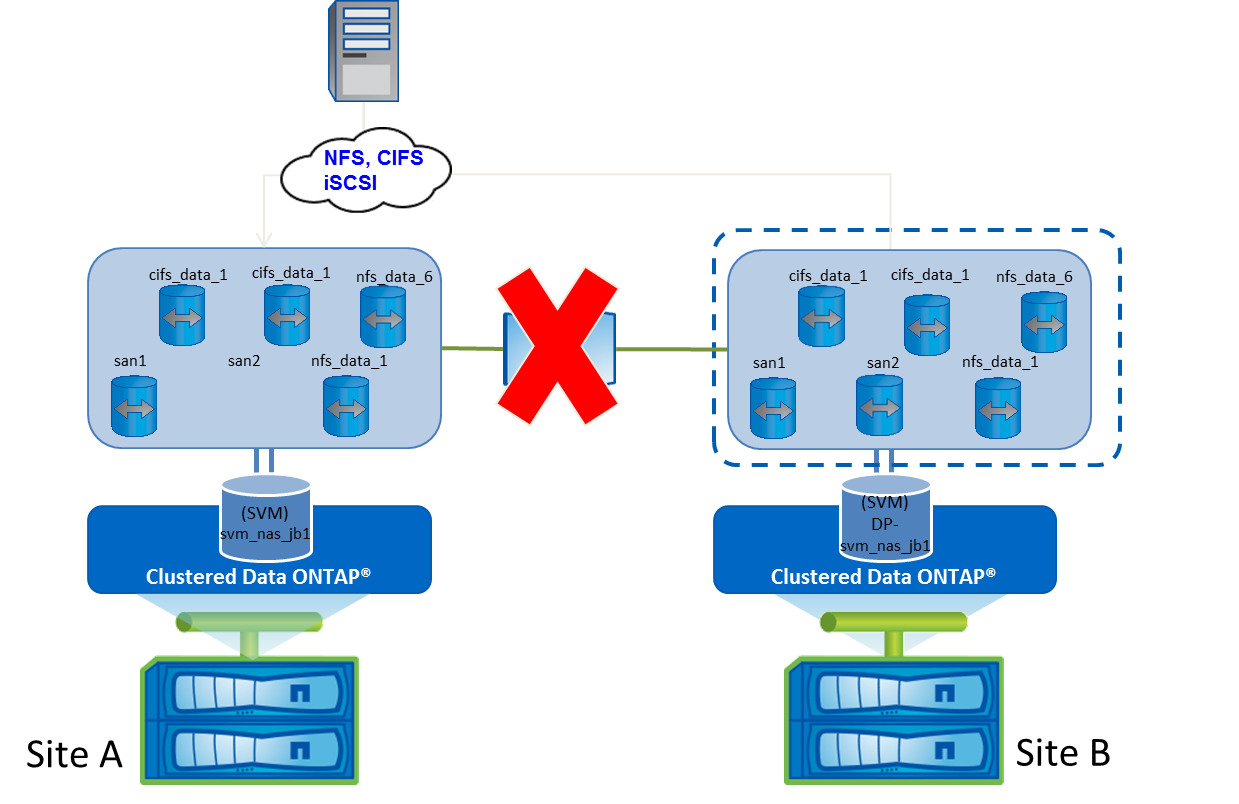 NFS, CIFS
iSCSI
cifs_data_1
cifs_data_1
nfs_data_6
san1
san2
nfs_data_1
cifs_data_1
cifs_data_1
nfs_data_6
san1
san2
nfs_data_1
(SVM)
svm_nas_jb1
Clustered Data ONTAP®
(SVM)
DP-
svm_nas_jb1
Clustered Data ONTAP®
Site A
Site B